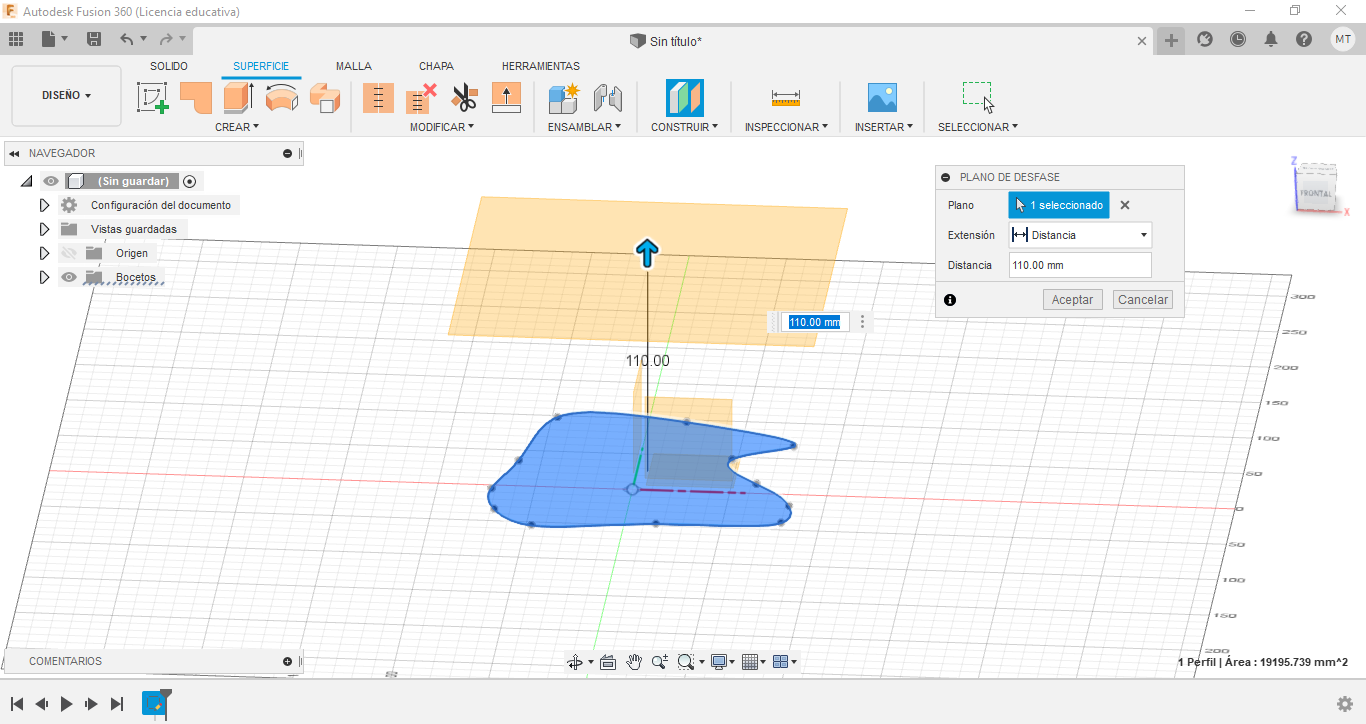 Autodesk Fusion 360 (Licencia educativa)
Sin título*
MT
SOLIDO SUPERFICIE MALLA CHAPA HERRAMIENTAS
DISEÑO
CREAR MODIFICAR ENSAMBLAR CONSTRUIR INSPECCIONAR INSERTAR SELECCIONAR
NAVEGADOR
(Sin guardar)
Configuración del documento
Vistas guardadas
Origen
Bocetos
PLANO DE DESFASE
Plano 1 seleccionado
Extensión Distancia
Distancia 110.00 mm
Aceptar Cancelar
Z
FRONTAL
X
110.00 mm
110.00
300
250
200
150
100
50
0
50
100
150
200
COMENTARIOS
1 Perfil | Área : 19195.739 mm^2